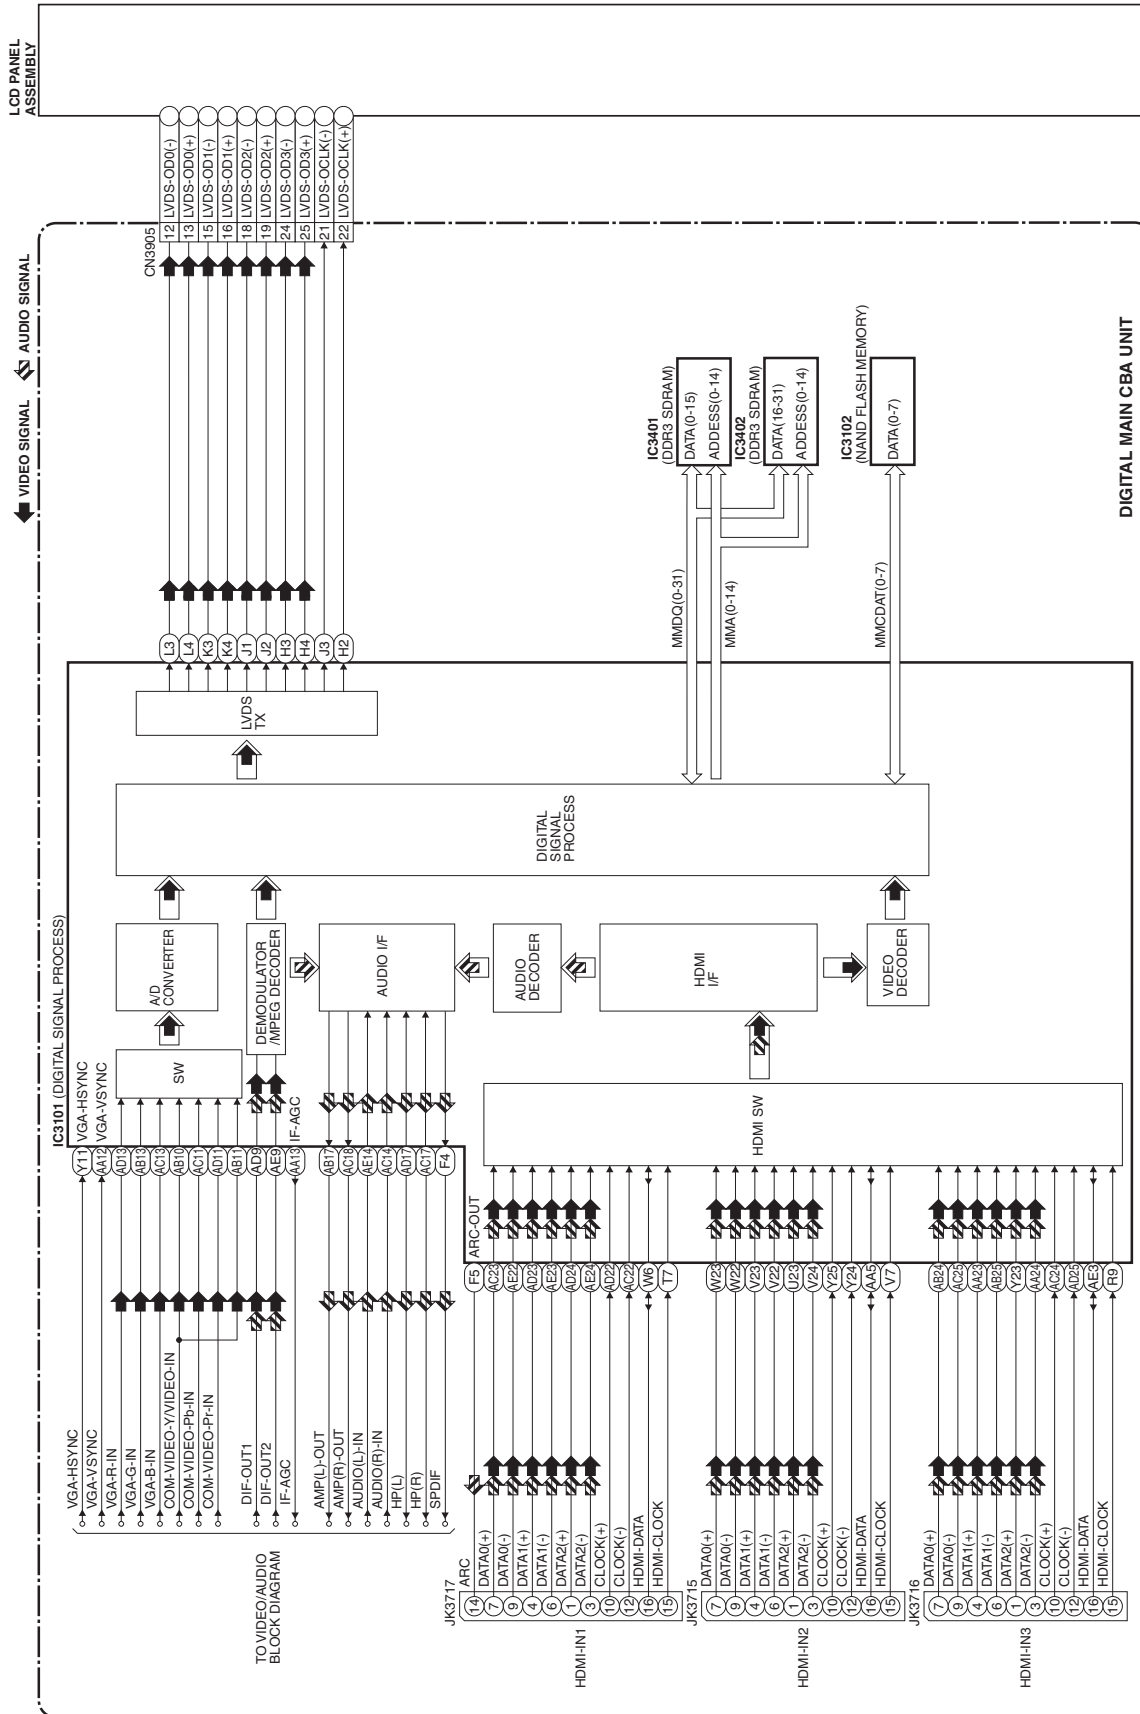 VIDEO SIGNAL
AUDIO SIGNAL
LCD PANEL
ASSEMBLY
DIGITAL MAIN CBA UNIT
IC3101 (DIGITAL SIGNAL PROCESS)
TO VIDEO/AUDIO
BLOCK DIAGRAM
VGA-HSYNC
VGA-VSYNC
VGA-R-IN
VGA-G-IN
VGA-B-IN
COM-VIDEO-Y/VIDEO-IN
COM-VIDEO-Pb-IN
COM-VIDEO-Pr-IN
DIF-OUT1
DIF-OUT2
IF-AGC
AMP(L)-OUT
AMP(R)-OUT
AUDIO(L)-IN
AUDIO(R)-IN
HP(L)
HP(R)
SPDIF
Y11 VGA-HSYNC
AA12 VGA-VSYNC
AD13
AB13
AC13
AB10
AC11
AD11
AB11
AD9
AE9
AA13 IF-AGC
AB17
AC18
AE14
AC14
AD17
AC17
F4
SW
A/D
CONVERTER
DEMODULATOR
/MPEG DECODER
AUDIO I/F
AUDIO
DECODER
HDMI
I/F
VIDEO
DECODER
HDMI SW
DIGITAL
SIGNAL
PROCESS
LVDS
TX
L3
L4
K3
K4
J1
J2
H3
H4
J3
H2
CN3905
12 LVDS-OD0(-)
13 LVDS-OD0(+)
15 LVDS-OD1(-)
16 LVDS-OD1(+)
18 LVDS-OD2(-)
19 LVDS-OD2(+)
24 LVDS-OD3(-)
25 LVDS-OD3(+)
21 LVDS-OCLK(-)
22 LVDS-OCLK(+)
MMDQ(0-31)
MMA(0-14)
MMCDAT(0-7)
IC3401
(DDR3 SDRAM)
DATA(0-15)
ADDESS(0-14)
IC3402
(DDR3 SDRAM)
DATA(16-31)
ADDESS(0-14)
IC3102
(NAND FLASH MEMORY)
DATA(0-7)
HDMI-IN1
JK3717
14 ARC F5 ARC-OUT
7 DATA0(+) AC23
9 DATA0(-) AE22
4 DATA1(+) AD23
6 DATA1(-) AE23
1 DATA2(+) AD24
3 DATA2(-) AE24
10 CLOCK(+) AD22
12 CLOCK(-) AC22
16 HDMI-DATA W6
15 HDMI-CLOCK T7
HDMI-IN2
JK3715
7 DATA0(+) W23
9 DATA0(-) W22
4 DATA1(+) V23
6 DATA1(-) V22
1 DATA2(+) U23
3 DATA2(-) V24
10 CLOCK(+) Y25
12 CLOCK(-) Y24
16 HDMI-DATA AA5
15 HDMI-CLOCK V7
HDMI-IN3
JK3716
7 DATA0(+) AB24
9 DATA0(-) AC25
4 DATA1(+) AA23
6 DATA1(-) AB25
1 DATA2(+) Y23
3 DATA2(-) AA24
10 CLOCK(+) AC24
12 CLOCK(-) AD25
16 HDMI-DATA AE3
15 HDMI-CLOCK R9